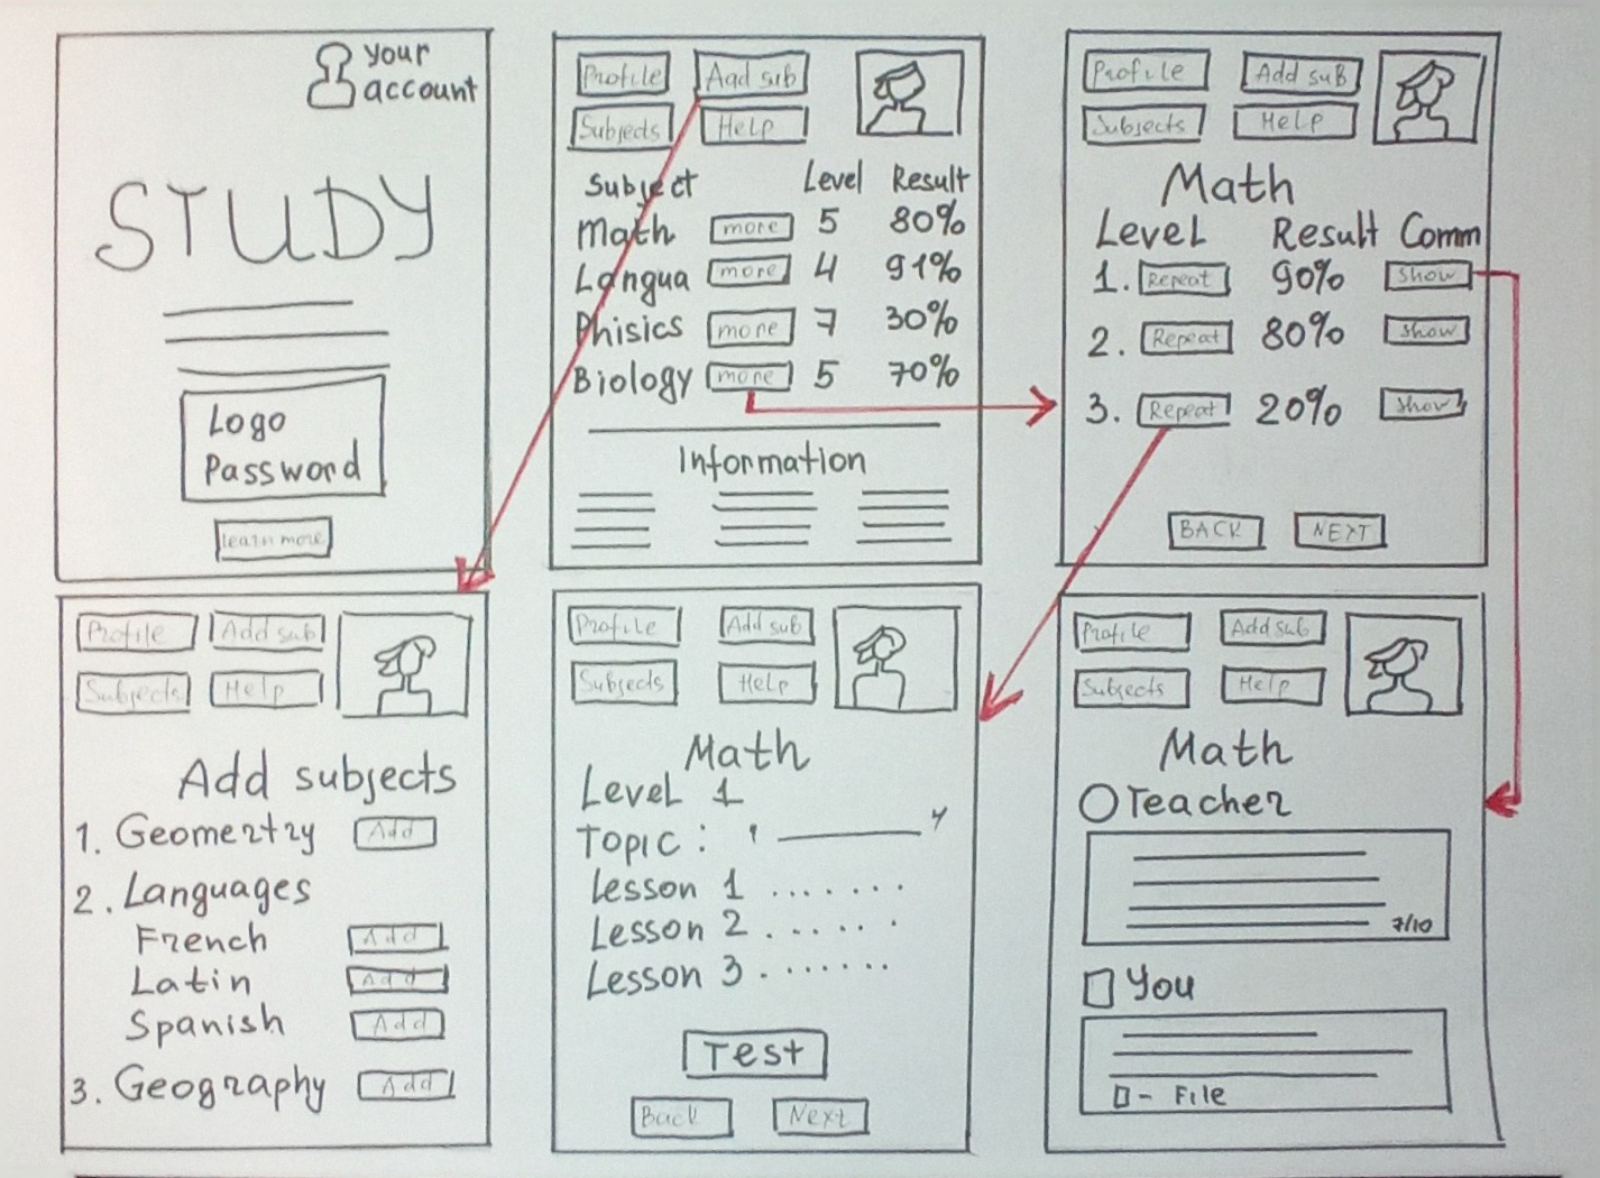 your
account
STUDY
Logo
Password
learn more
Profile Add sub
Subjects Help
Subject Level Result
Math more 5 80%
Langua more 4 91%
Phisics more 7 30%
Biology more 5 70%
Information
Profile Add suB
Subjects Help
Math
Level Result Comm
1. Repeat 90% Show
2. Repeat 80% Show
3. Repeat 20% Show
BACK NEXT
Profile Add sub
Subjects Help
Add subjects
1. Geometry Add
2. Languages
French Add
Latin Add
Spanish Add
3. Geography Add
Profile Add sub
Subjects Help
Math
Level 1
Topic :
Lesson 1 .......
Lesson 2 ......
Lesson 3 .......
Test
Back Next
Profile Add sub
Subjects Help
Math
Teacher
7/10
You
- File